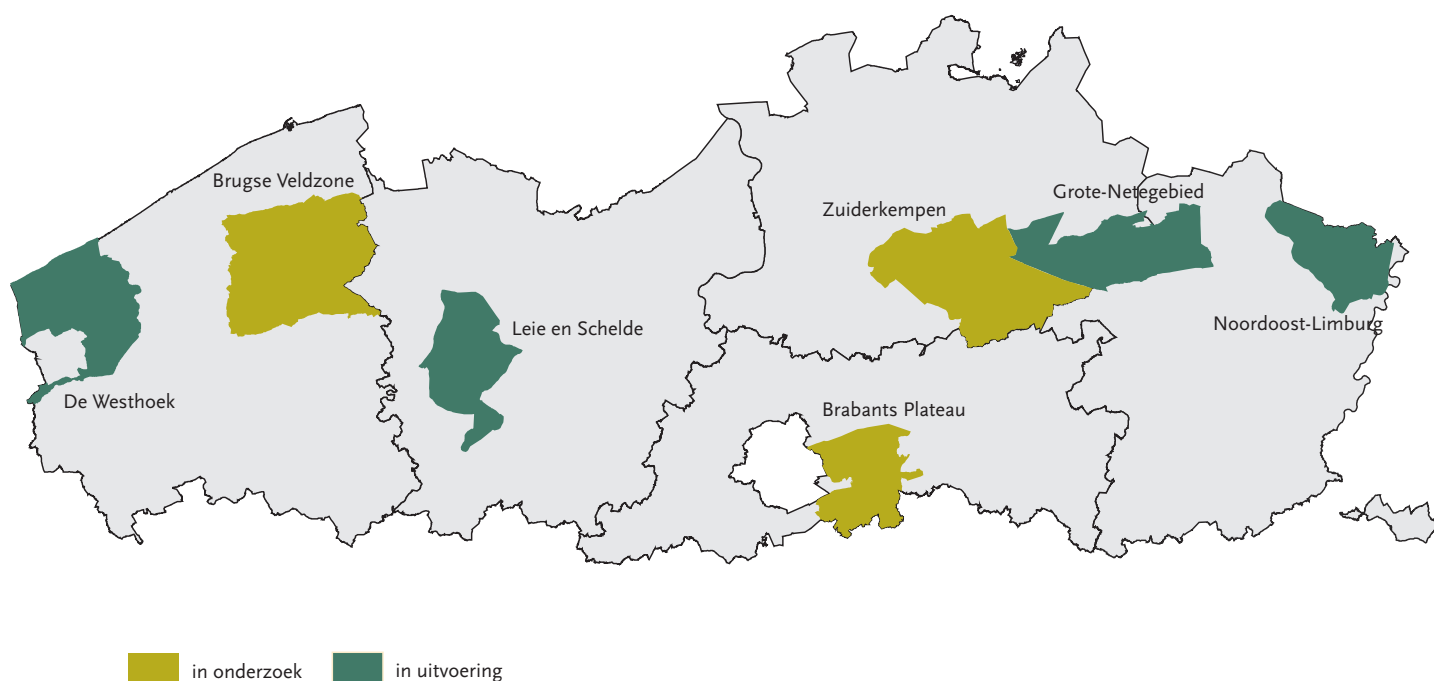 Brugse Veldzone
Grote-Netegebied
Zuiderkempen
Leie en Schelde
Noordoost-Limburg
De Westhoek
Brabants Plateau
in onderzoek
in uitvoering